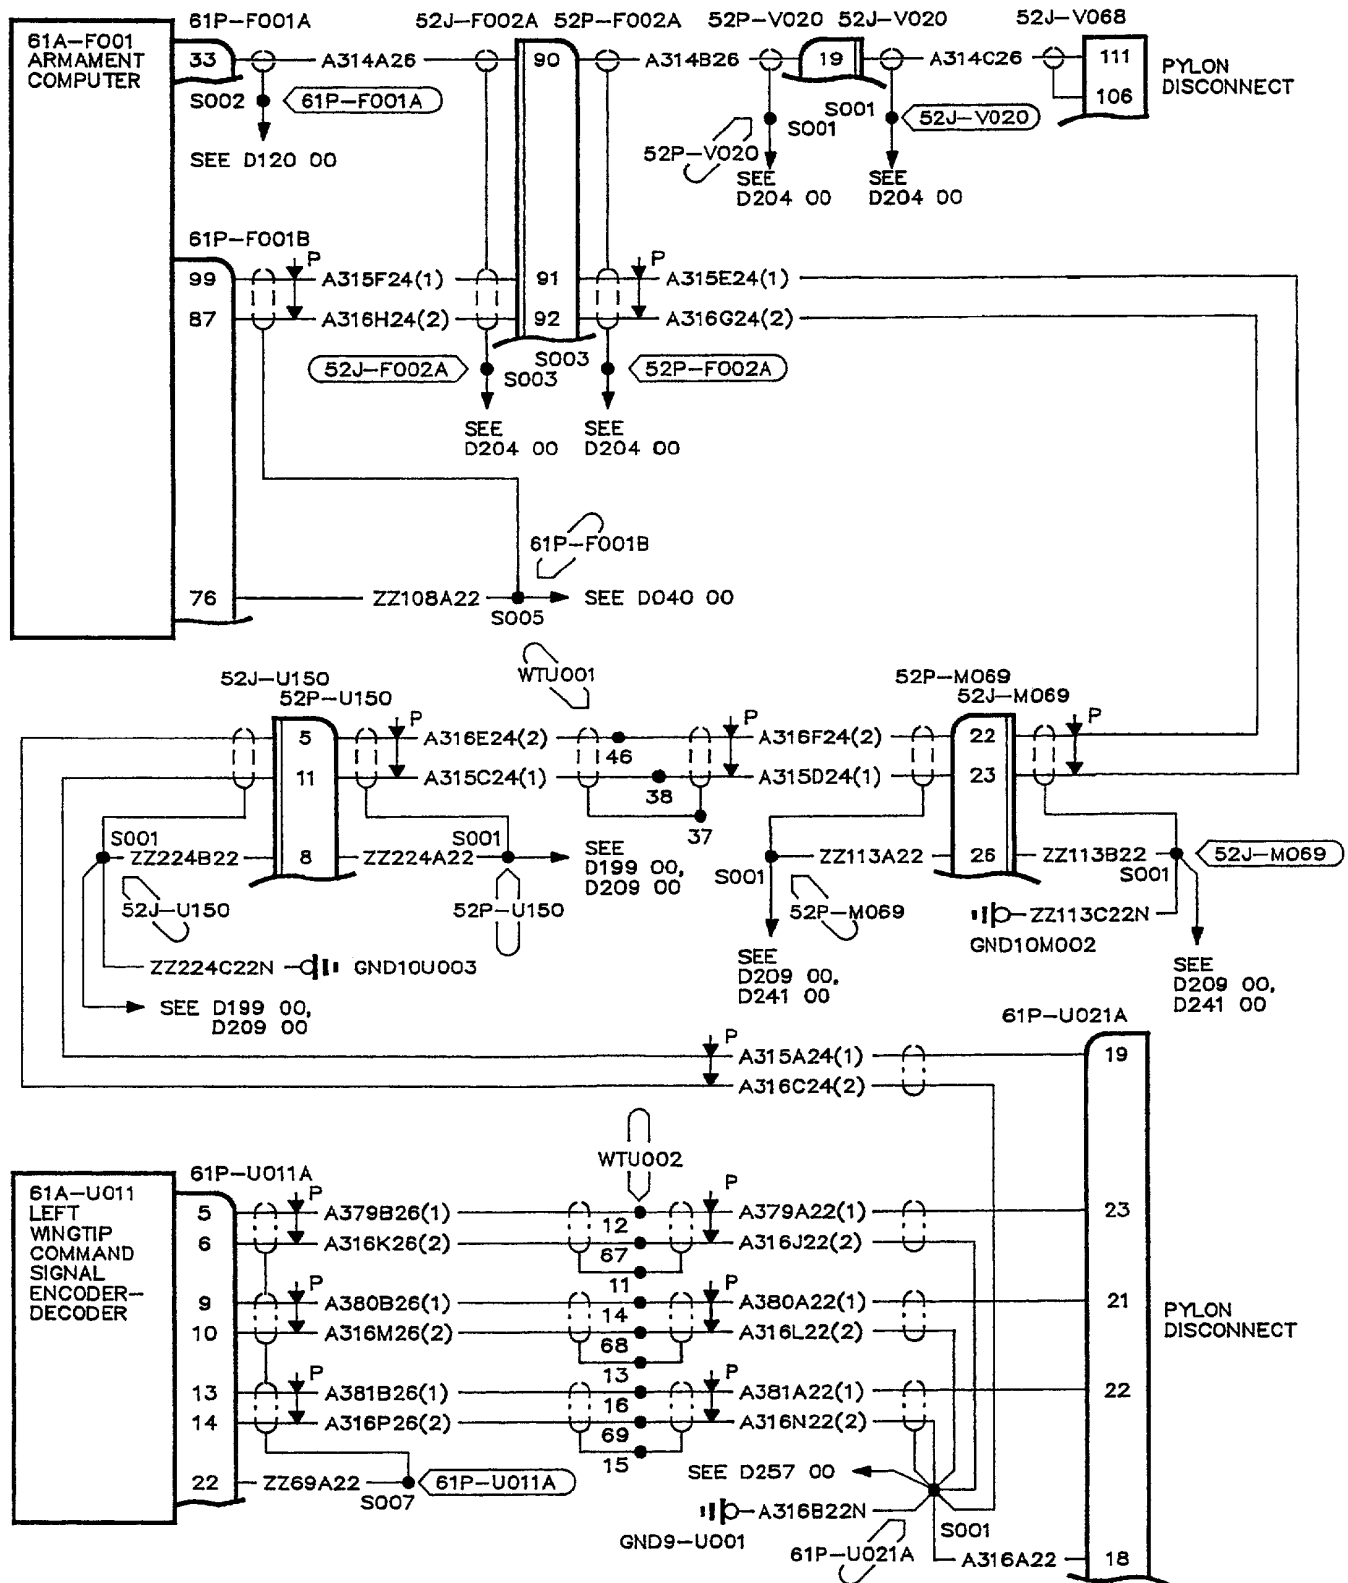 61P-F001A
52J-F002A 52P-F002A
52P-V020 52J-V020
52J-V068
61A-F001
ARMAMENT
COMPUTER
33
A314A26
90
A314B26
19
A314C26
111
106
PYLON
DISCONNECT
S002
61P-F001A
SEE D120 00
S001
S001
52J-V020
52P-V020
SEE
D204 00
SEE
D204 00
61P-F001B
P
P
99
A315F24(1)
91
A315E24(1)
87
A316H24(2)
92
A316G24(2)
52J-F002A
S003
S003
52P-F002A
SEE
D204 00
SEE
D204 00
61P-F001B
76
ZZ108A22
S005
SEE D040 00
WTU001
52J-U150
52P-U150
52P-M069
52J-M069
P
P
P
5
A316E24(2)
46
A316F24(2)
22
11
A315C24(1)
38
A315D24(1)
23
37
S001
ZZ224B22
8
ZZ224A22
S001
SEE
D199 00,
D209 00
S001
ZZ113A22
26
ZZ113B22
S001
52J-M069
52J-U150
52P-U150
52P-M069
ZZ113C22N
GND10M002
ZZ224C22N
GND10U003
SEE D199 00,
D209 00
SEE
D209 00,
D241 00
SEE
D209 00,
D241 00
61P-U021A
P
A315A24(1)
19
A316C24(2)
WTU002
61A-U011
LEFT
WINGTIP
COMMAND
SIGNAL
ENCODER-
DECODER
61P-U011A
P
P
5
A379B26(1)
12
A379A22(1)
23
6
A316K26(2)
67
A316J22(2)
11
P
P
9
A380B26(1)
14
A380A22(1)
21
10
A316M26(2)
68
A316L22(2)
13
PYLON
DISCONNECT
P
P
13
A381B26(1)
16
A381A22(1)
22
14
A316P26(2)
69
A316N22(2)
15
22
ZZ69A22
S007
61P-U011A
SEE D257 00
A316B22N
GND9-U001
S001
61P-U021A
A316A22
18